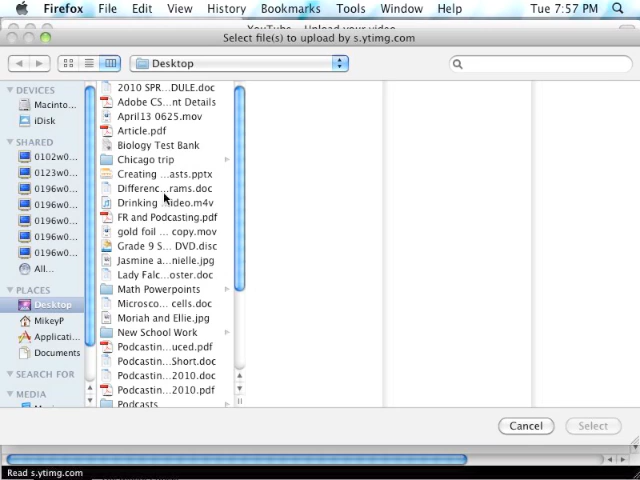 Firefox File Edit View History Bookmarks Tools Window Help Tue 7:57 PM
Select file(s) to upload by s.ytimg.com
Desktop
DEVICES
Macinto...
iDisk
SHARED
0102w0...
0123w0...
0196w0...
0196w0...
0196w0...
0196w0...
0196w0...
All...
PLACES
Desktop
MikeyP
Applicati...
Documents
SEARCH FOR
MEDIA
2010 SPR...DULE.doc
Adobe CS...nt Details
April13 0625.mov
Article.pdf
Biology Test Bank
Chicago trip
Creating ...asts.pptx
Differenc...rams.doc
Drinking ...ideo.m4v
FR and Podcasting.pdf
gold foil ... copy.mov
Grade 9 S... DVD.disc
Jasmine a...nielle.jpg
Lady Falc...oster.doc
Math Powerpoints
Microsco... cells.doc
Moriah and Ellie.jpg
New School Work
Podcastin...uced.pdf
Podcastin...Short.doc
Podcastin...2010.doc
Podcastin...2010.pdf
Podcasts
Cancel Select
Read s.ytimg.com